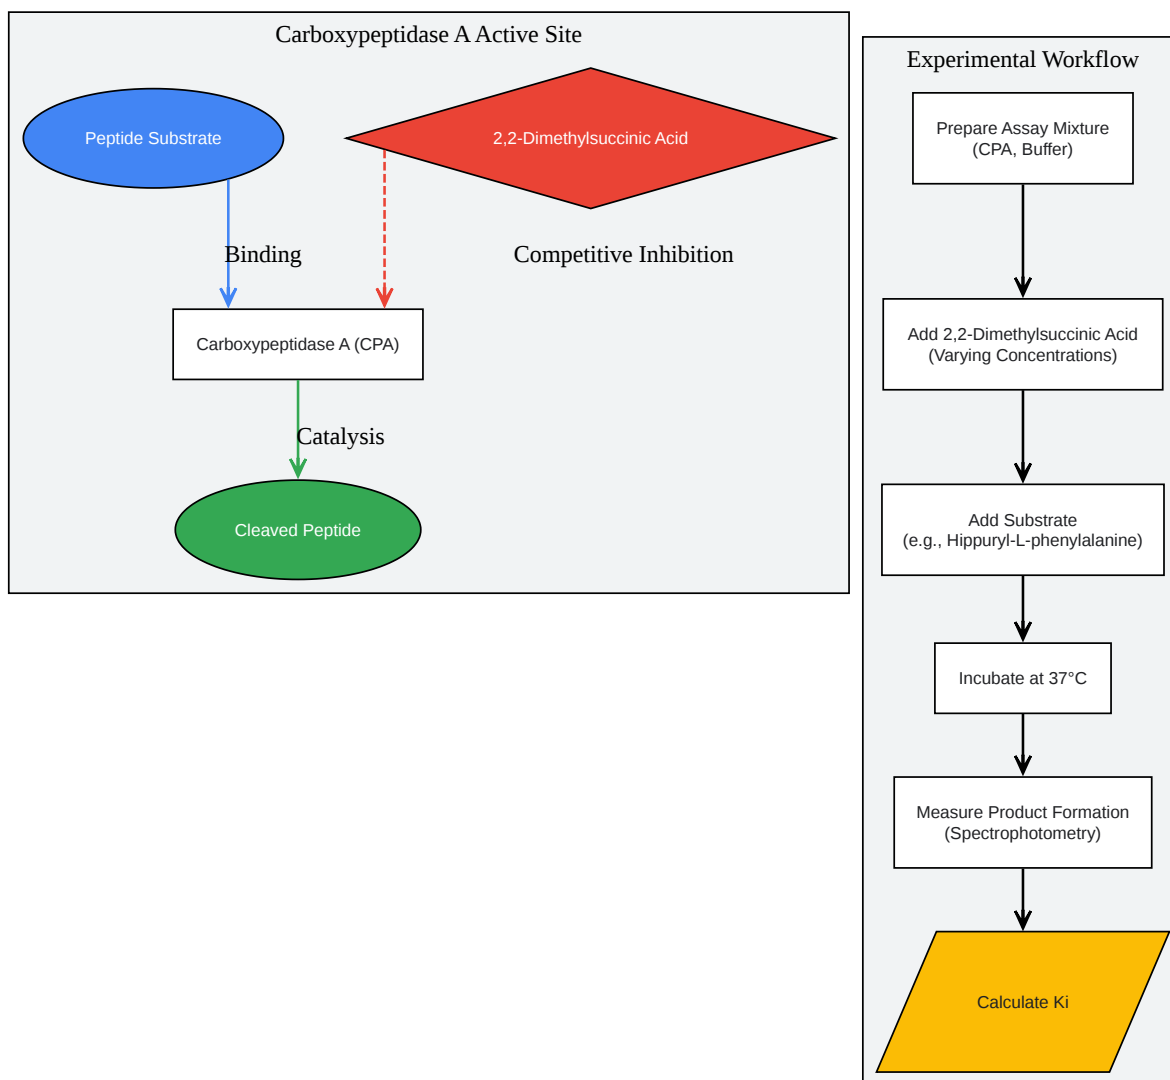 Carboxypeptidase A Active Site
Peptide Substrate
2,2-Dimethylsuccinic Acid
Binding
Competitive Inhibition
Carboxypeptidase A (CPA)
Catalysis
Cleaved Peptide
Experimental Workflow
Prepare Assay Mixture
(CPA, Buffer)
Add 2,2-Dimethylsuccinic Acid
(Varying Concentrations)
Add Substrate
(e.g., Hippuryl-L-phenylalanine)
Incubate at 37°C
Measure Product Formation
(Spectrophotometry)
Calculate Ki